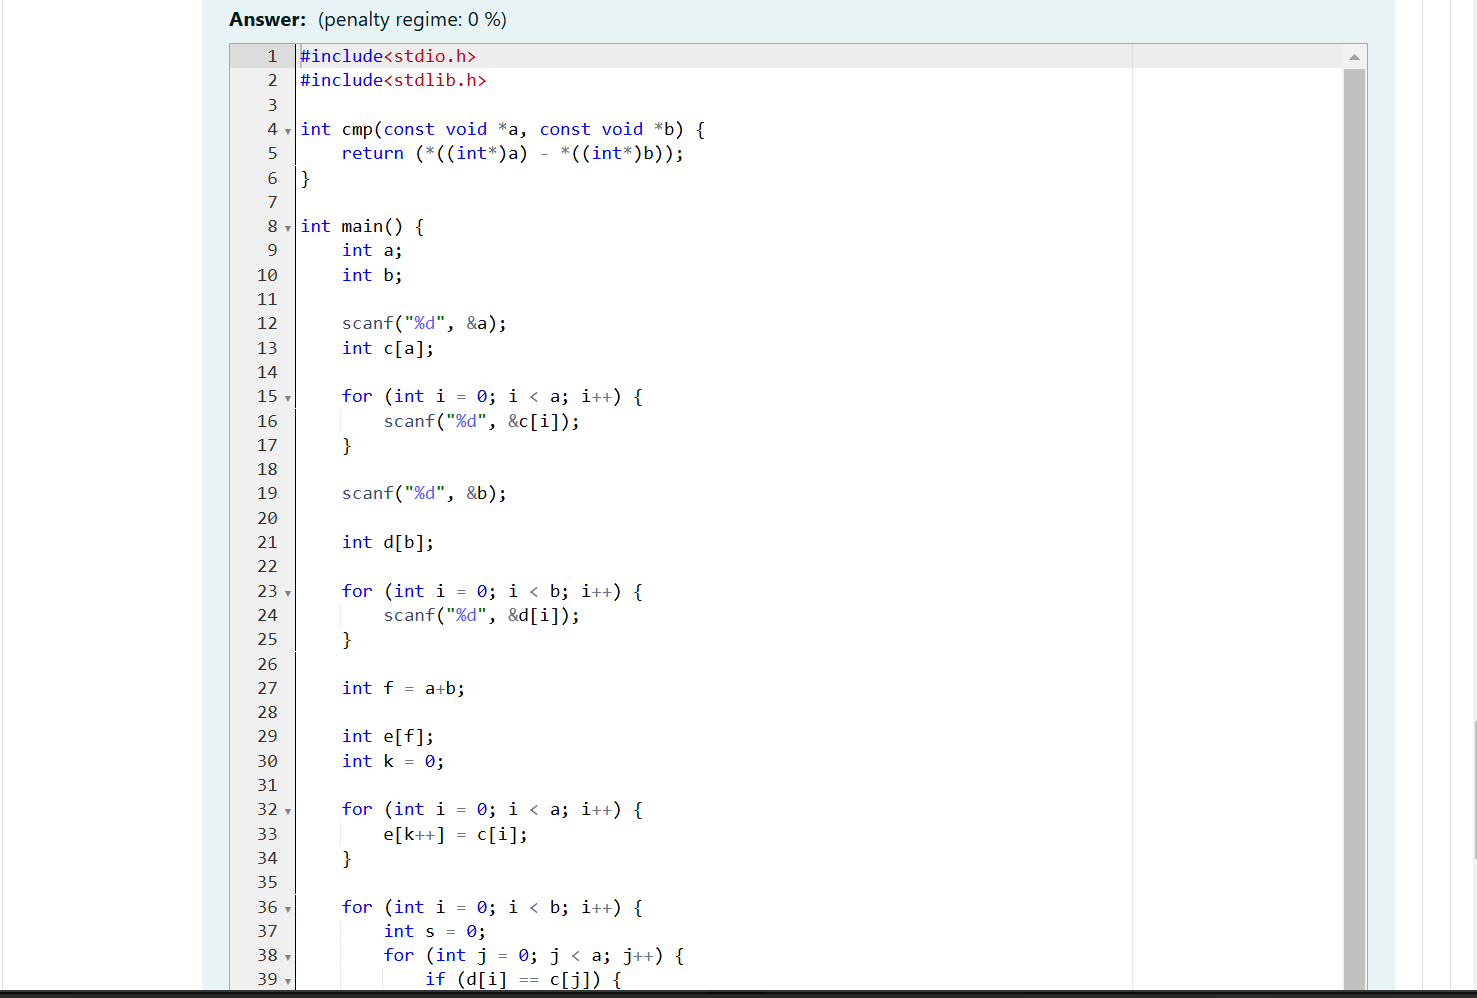 Answer: (penalty regime: 0 %)
1 #include<stdio.h>
2 #include<stdlib.h>
3
4 int cmp(const void *a, const void *b) {
5     return (*((int*)a) - *((int*)b));
6 }
7
8 int main() {
9     int a;
10     int b;
11
12     scanf("%d", &a);
13     int c[a];
14
15     for (int i = 0; i < a; i++) {
16         scanf("%d", &c[i]);
17     }
18
19     scanf("%d", &b);
20
21     int d[b];
22
23     for (int i = 0; i < b; i++) {
24         scanf("%d", &d[i]);
25     }
26
27     int f = a+b;
28
29     int e[f];
30     int k = 0;
31
32     for (int i = 0; i < a; i++) {
33         e[k++] = c[i];
34     }
35
36     for (int i = 0; i < b; i++) {
37         int s = 0;
38         for (int j = 0; j < a; j++) {
39             if (d[i] == c[j]) {